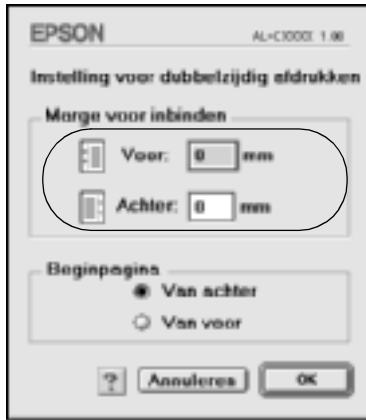 EPSON
Instelling voor dubbelzijdig afdrukken
Marge voor inbinden
Voor: 0 mm
Achter: 0 mm
Beginpagina
Van achter
Van voor
? Annuleren OK